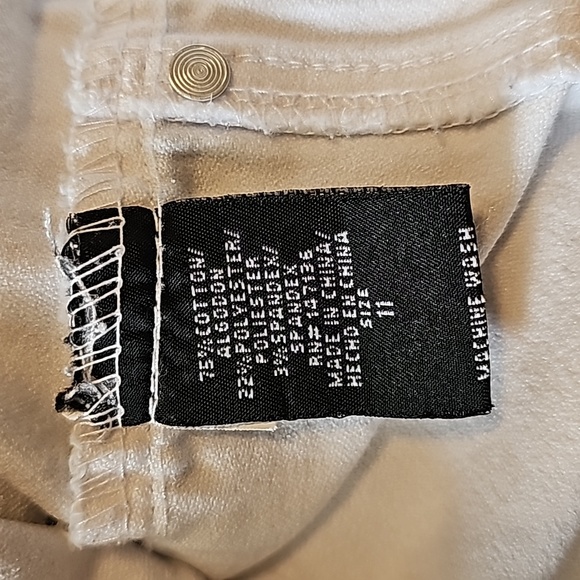 75% COTTON/
ALGODON
22% POLYESTER/
POLIESTER
3% SPANDEX/
SPANDEX
RN# 147136
MADE IN CHINA/
HECHO EN CHINA
SIZE
11
MACHINE WASH